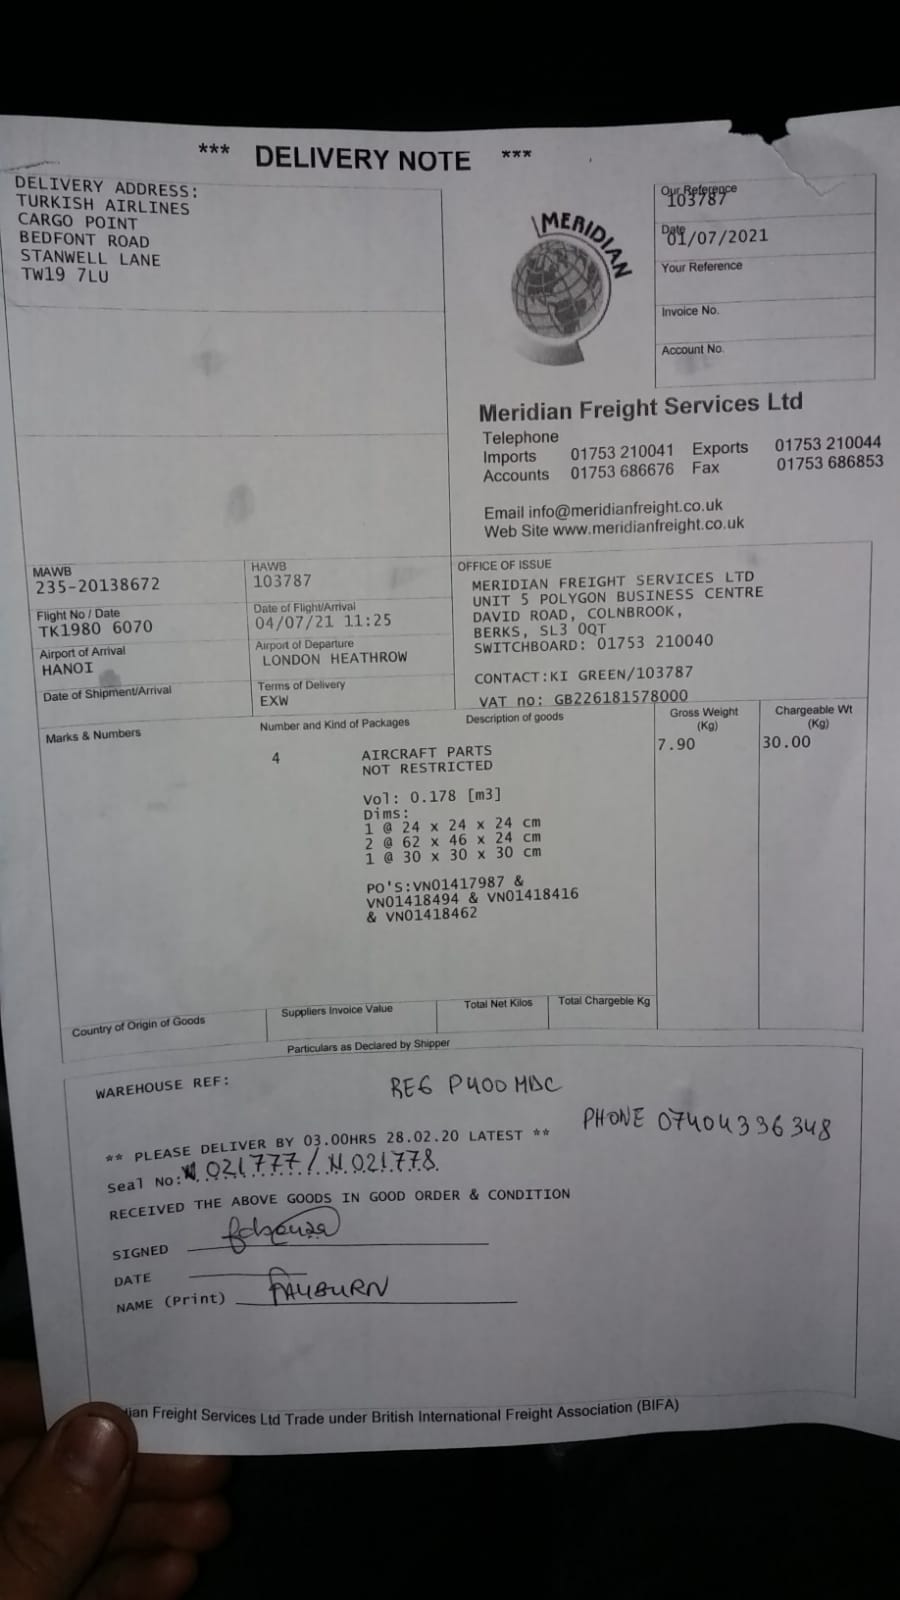 *** DELIVERY NOTE ***
DELIVERY ADDRESS:
TURKISH AIRLINES
CARGO POINT
BEDFONT ROAD
STANWELL LANE
TW19 7LU
MERIDIAN
Our Reference
103787
Date
01/07/2021
Your Reference
Invoice No.
Account No.
Meridian Freight Services Ltd
Telephone
Imports 01753 210041 Exports 01753 210044
Accounts 01753 686676 Fax 01753 686853
Email info@meridianfreight.co.uk
Web Site www.meridianfreight.co.uk
MAWB
235-20138672
HAWB
103787
Flight No / Date
TK1980 6070
Date of Flight/Arrival
04/07/21 11:25
Airport of Arrival
HANOI
Airport of Departure
LONDON HEATHROW
Date of Shipment/Arrival
Terms of Delivery
EXW
OFFICE OF ISSUE
MERIDIAN FREIGHT SERVICES LTD
UNIT 5 POLYGON BUSINESS CENTRE
DAVID ROAD, COLNBROOK,
BERKS, SL3 0QT
SWITCHBOARD: 01753 210040
CONTACT:KI GREEN/103787
VAT no: GB226181578000
Marks & Numbers
Number and Kind of Packages
Description of goods
Gross Weight
(Kg)
Chargeable Wt
(Kg)
4
AIRCRAFT PARTS
NOT RESTRICTED
7.90
30.00
Vol: 0.178 [m3]
Dims:
1 @ 24 x 24 x 24 cm
2 @ 62 x 46 x 24 cm
1 @ 30 x 30 x 30 cm
PO'S:VN01417987 &
VN01418494 & VN01418416
& VN01418462
Country of Origin of Goods
Suppliers Invoice Value
Total Net Kilos
Total Chargeble Kg
Particulars as Declared by Shipper
WAREHOUSE REF:
REG P400 MDC
PHONE 07404336348
** PLEASE DELIVER BY 03.00HRS 28.02.20 LATEST **
Seal No: 021777/ 021778
RECEIVED THE ABOVE GOODS IN GOOD ORDER & CONDITION
SIGNED
DATE
NAME (Print)
dian Freight Services Ltd Trade under British International Freight Association (BIFA)